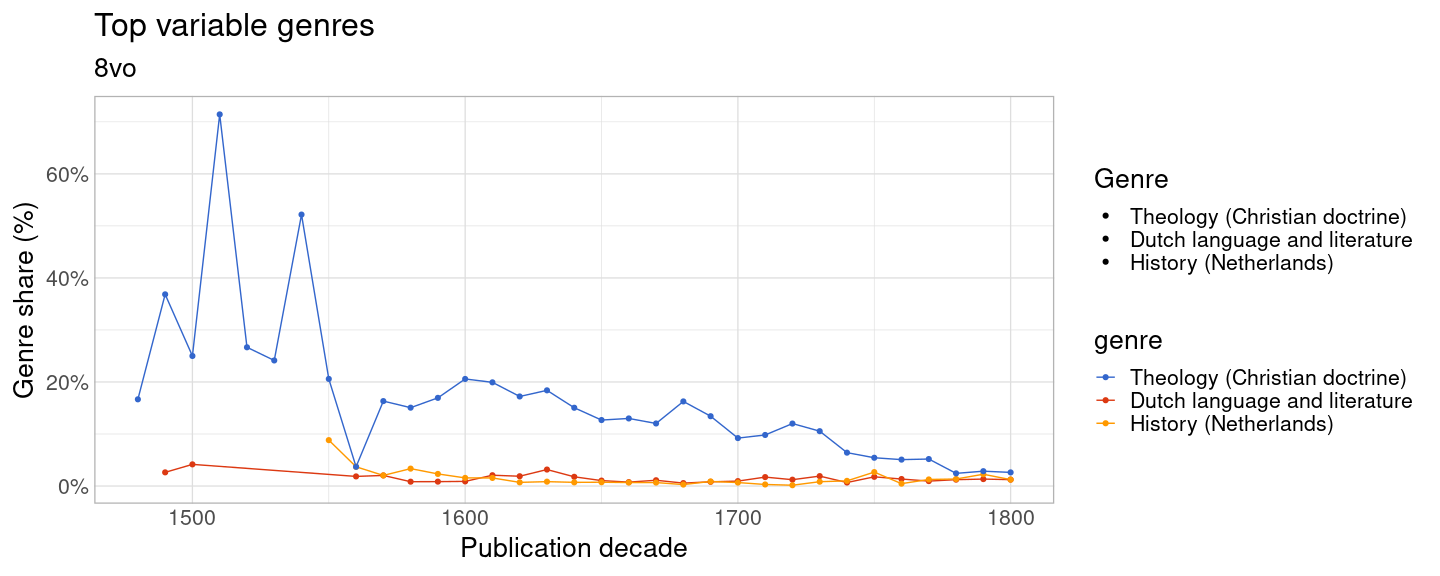 Top variable genres
8vo
Genre share (%)
60%
40%
20%
0%
1500
1600
1700
1800
Publication decade
Genre
Theology (Christian doctrine)
Dutch language and literature
History (Netherlands)
genre
Theology (Christian doctrine)
Dutch language and literature
History (Netherlands)